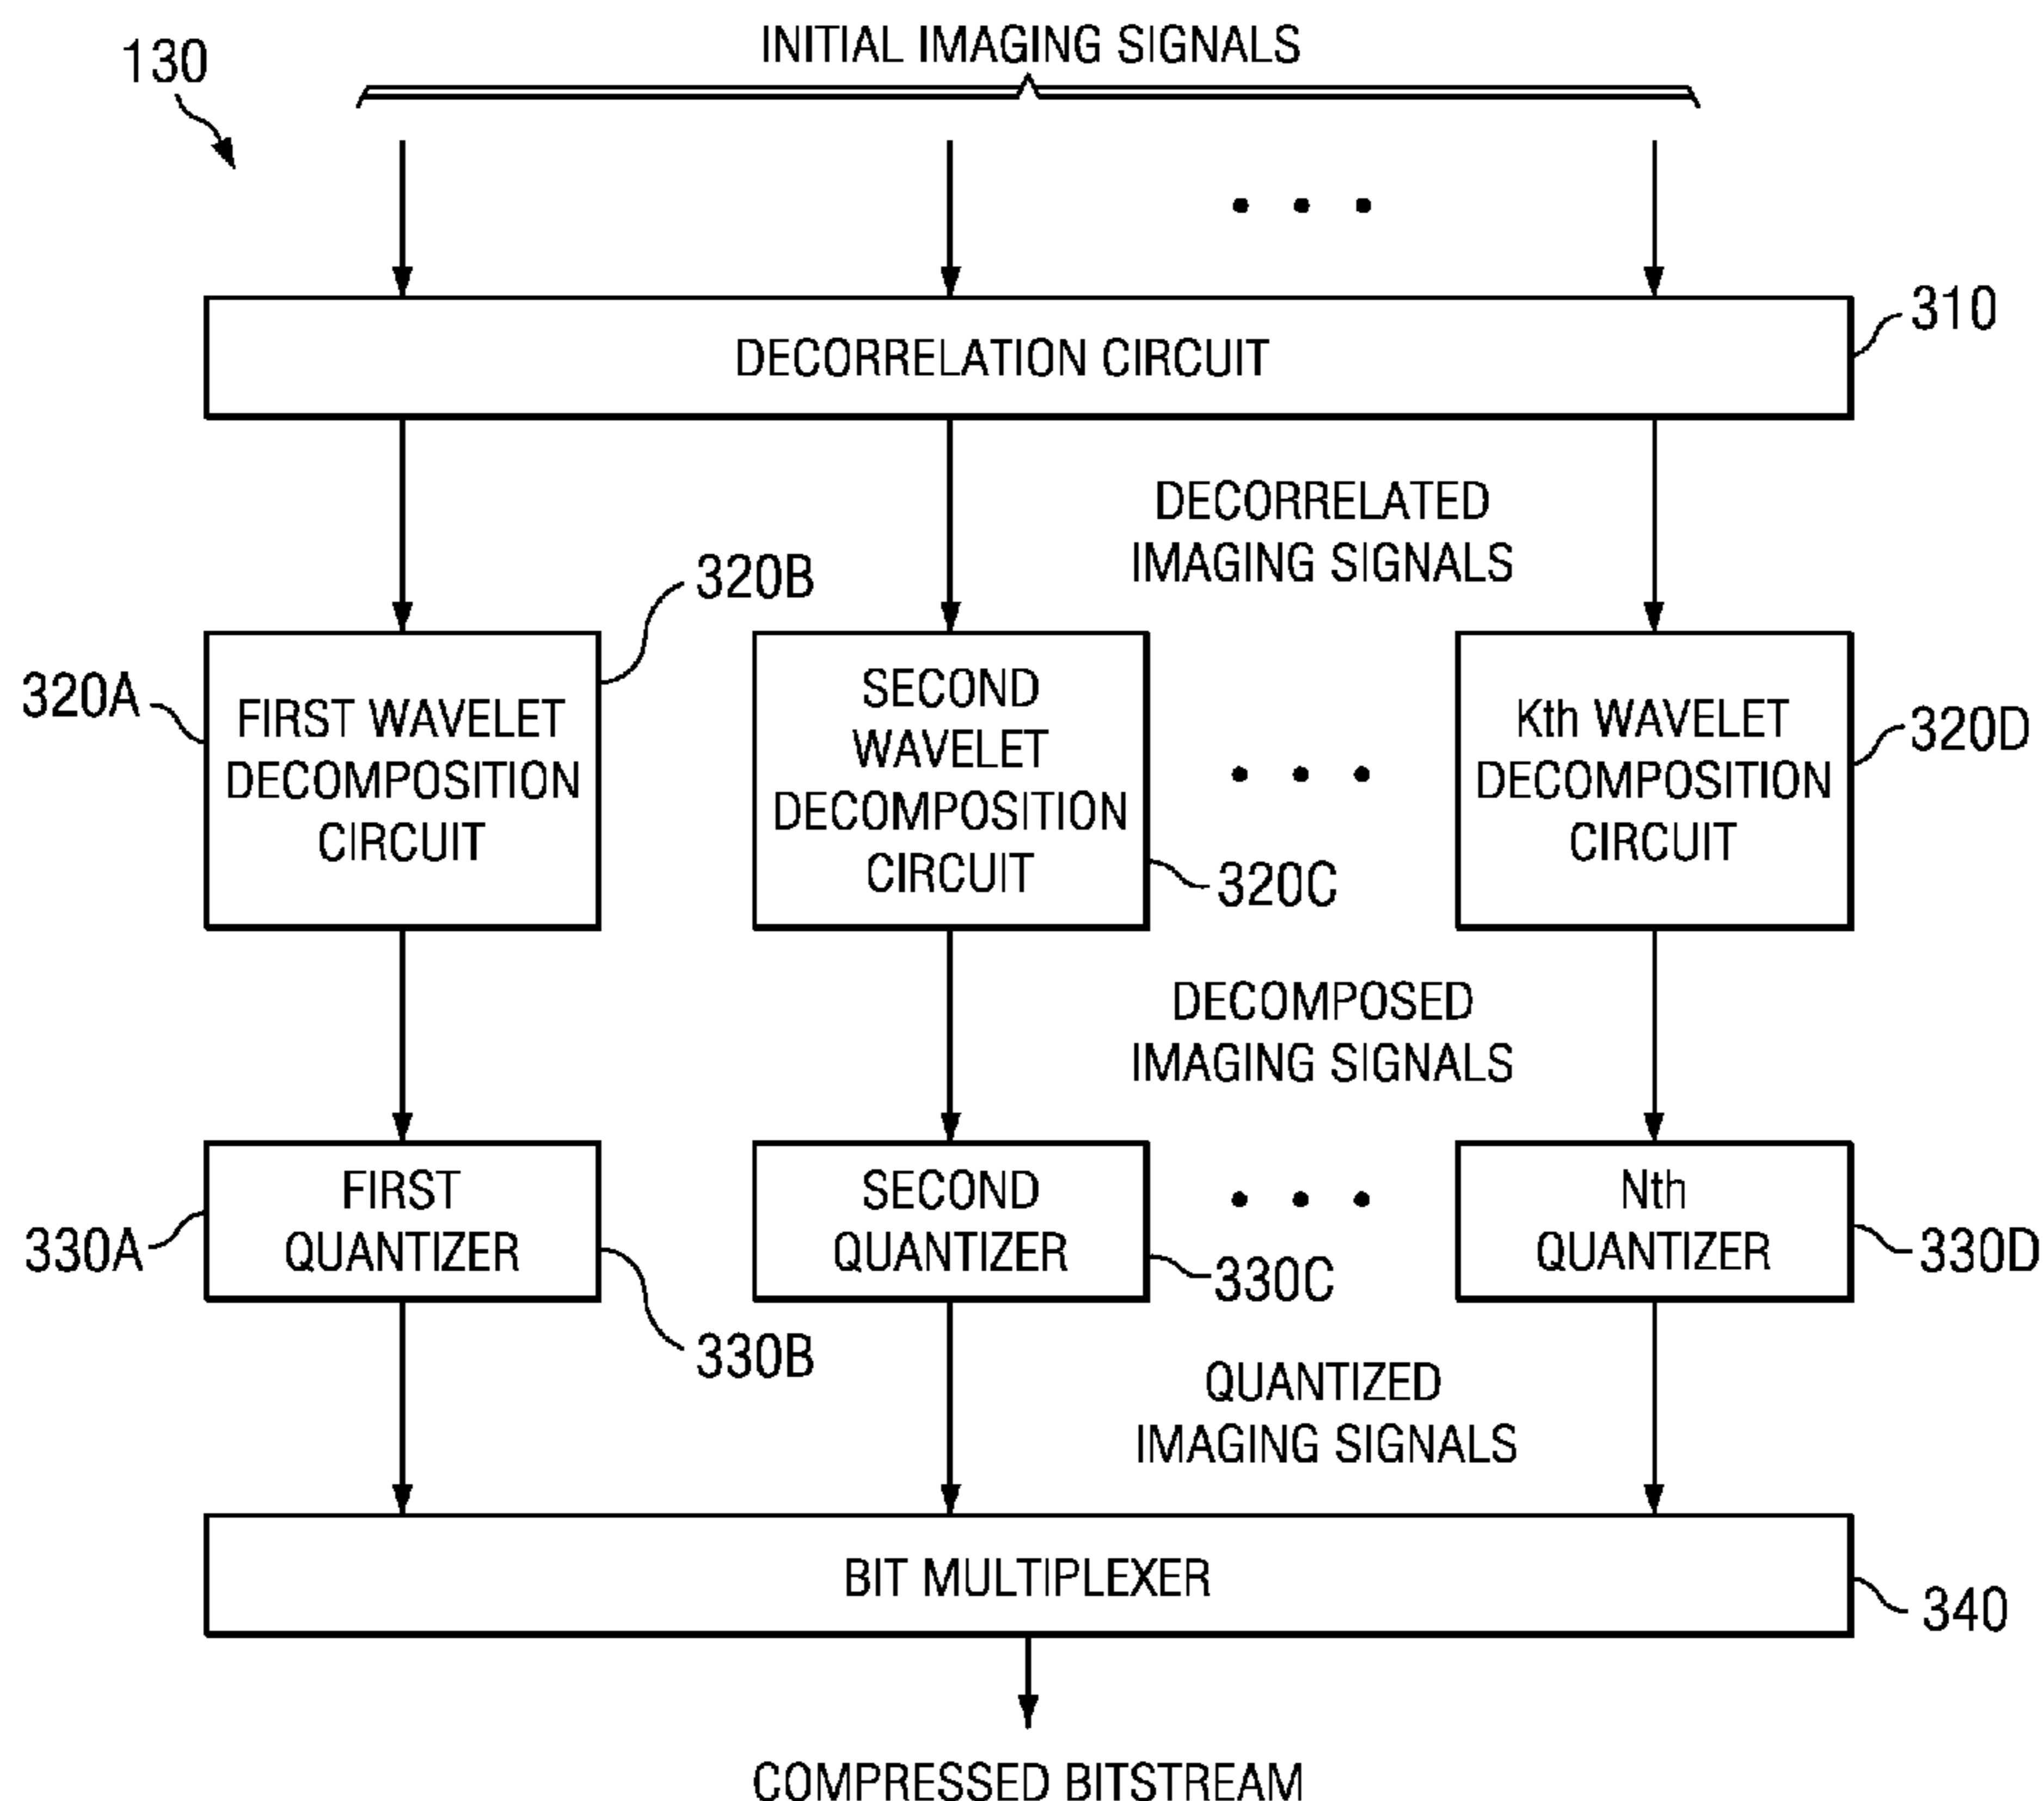 INITIAL IMAGING SIGNALS
130
310
DECORRELATION CIRCUIT
DECORRELATED
IMAGING SIGNALS
320B
320A
FIRST WAVELET
DECOMPOSITION
CIRCUIT
SECOND
WAVELET
DECOMPOSITION
CIRCUIT
320C
Kth WAVELET
DECOMPOSITION
CIRCUIT
320D
DECOMPOSED
IMAGING SIGNALS
330A
FIRST
QUANTIZER
330B
SECOND
QUANTIZER
330C
Nth
QUANTIZER
330D
QUANTIZED
IMAGING SIGNALS
BIT MULTIPLEXER
340
COMPRESSED BITSTREAM